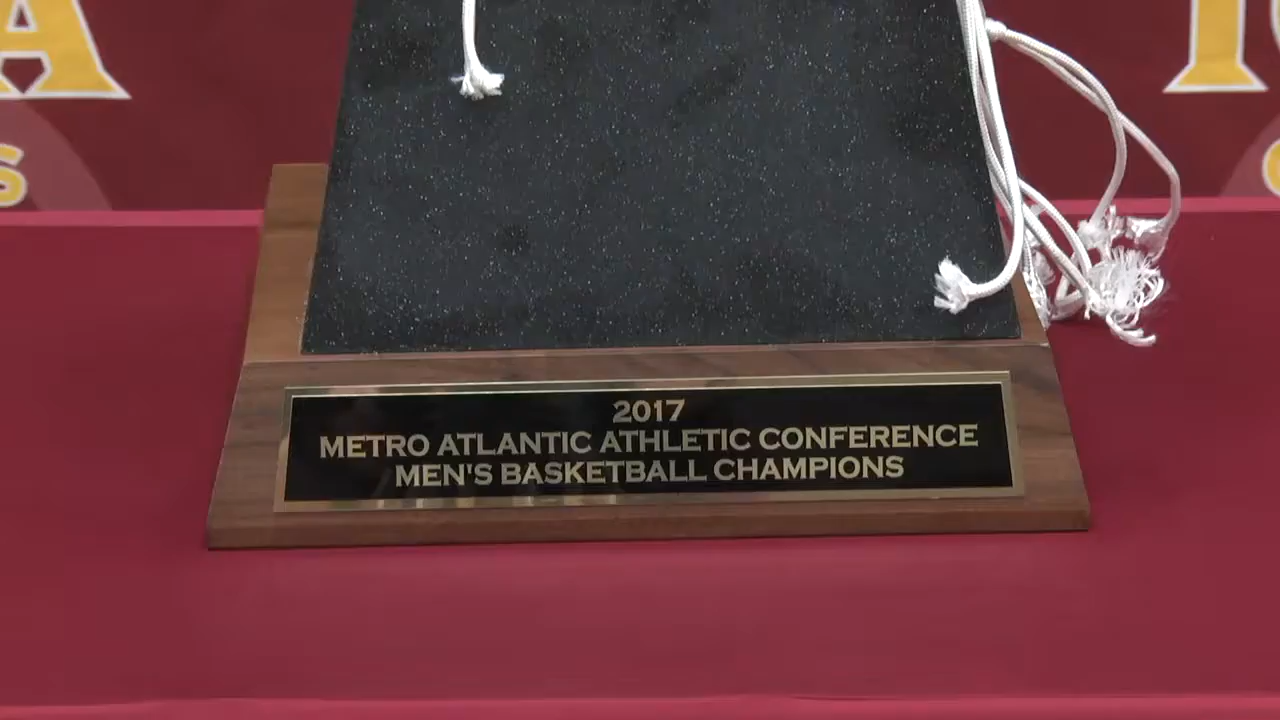 A
S
2017
METRO ATLANTIC ATHLETIC CONFERENCE
MEN'S BASKETBALL CHAMPIONS